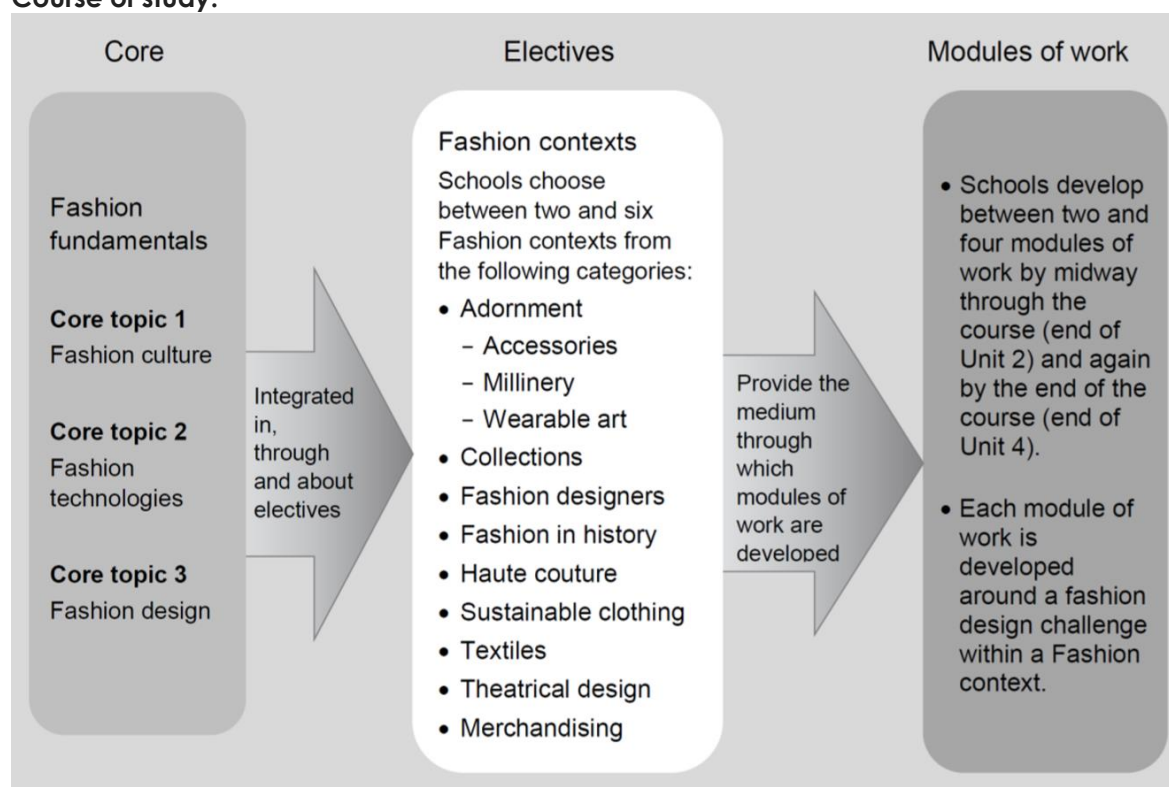 Course of study:
Core
Fashion
fundamentals
Core topic 1
Fashion culture
Core topic 2
Fashion
technologies
Core topic 3
Fashion design
Integrated
in,
through
and about
electives
Electives
Fashion contexts
Schools choose
between two and six
Fashion contexts from
the following categories:
• Adornment
– Accessories
– Millinery
– Wearable art
• Collections
• Fashion designers
• Fashion in history
• Haute couture
• Sustainable clothing
• Textiles
• Theatrical design
• Merchandising
Provide the
medium
through
which
modules of
work are
developed
Modules of work
• Schools develop
between two and
four modules of
work by midway
through the
course (end of
Unit 2) and again
by the end of the
course (end of
Unit 4).
• Each module of
work is
developed
around a fashion
design challenge
within a Fashion
context.